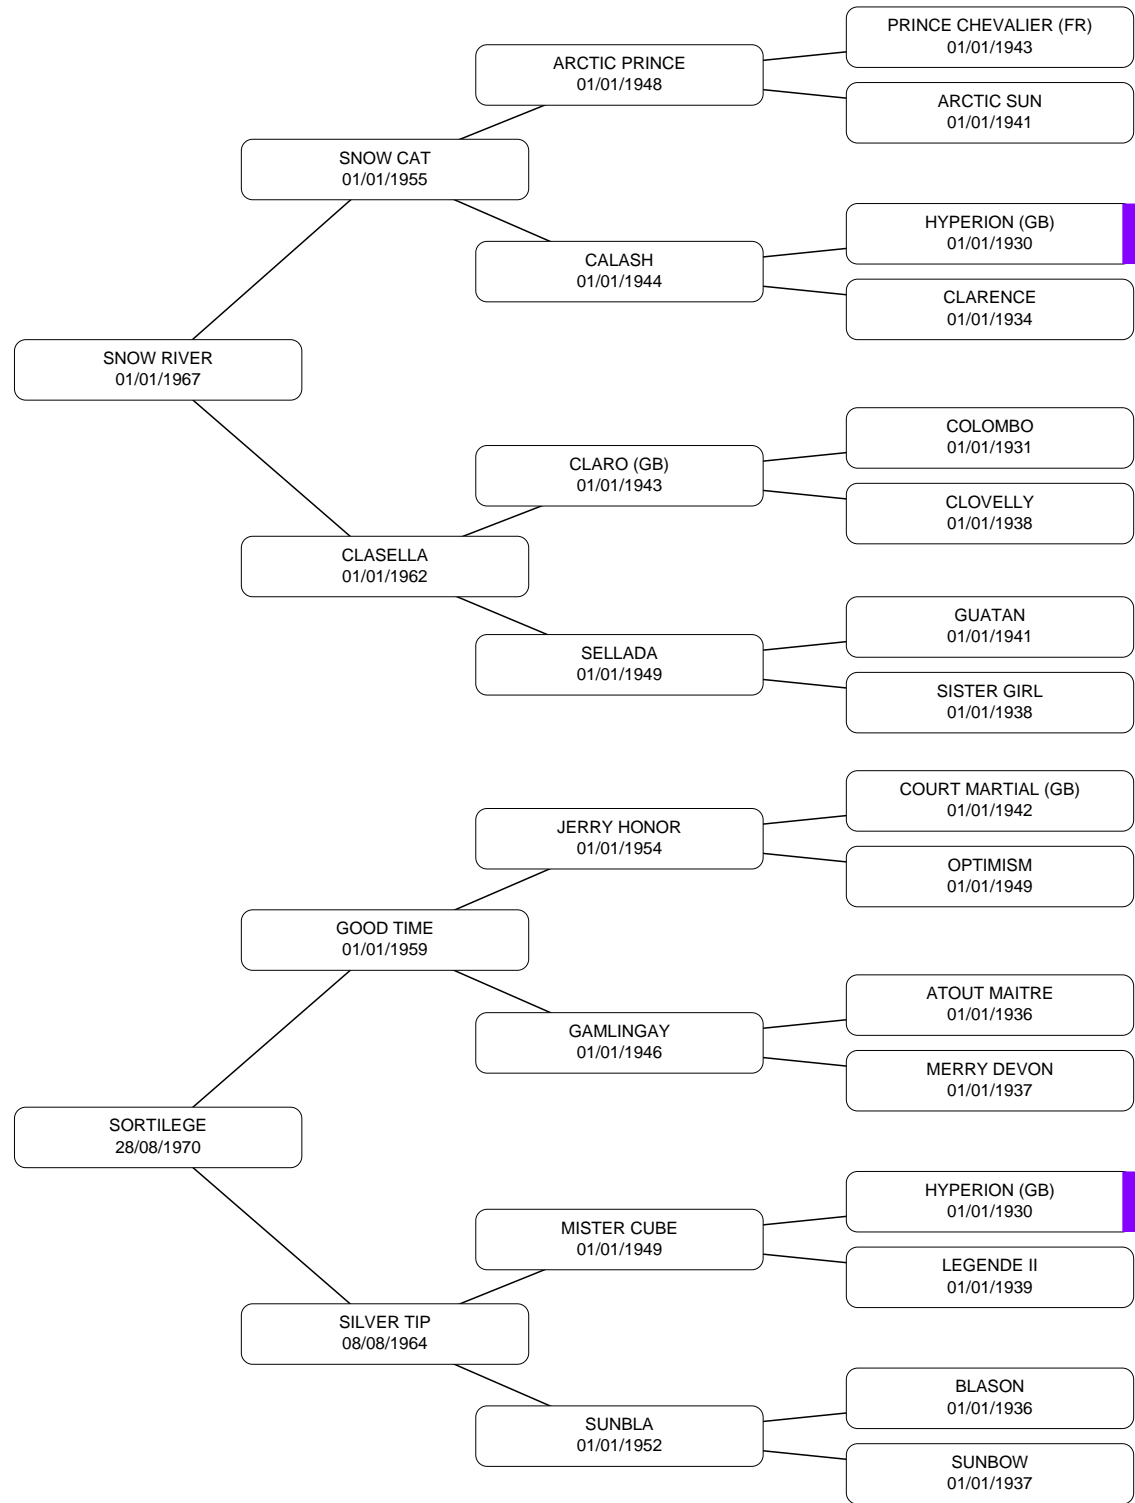 PRINCE CHEVALIER (FR)
01/01/1943
ARCTIC PRINCE
01/01/1948
ARCTIC SUN
01/01/1941
SNOW CAT
01/01/1955
HYPERION (GB)
01/01/1930
CALASH
01/01/1944
CLARENCE
01/01/1934
SNOW RIVER
01/01/1967
COLOMBO
01/01/1931
CLARO (GB)
01/01/1943
CLOVELLY
01/01/1938
CLASELLA
01/01/1962
GUATAN
01/01/1941
SELLADA
01/01/1949
SISTER GIRL
01/01/1938
COURT MARTIAL (GB)
01/01/1942
JERRY HONOR
01/01/1954
OPTIMISM
01/01/1949
GOOD TIME
01/01/1959
ATOUT MAITRE
01/01/1936
GAMLINGAY
01/01/1946
MERRY DEVON
01/01/1937
SORTILEGE
28/08/1970
HYPERION (GB)
01/01/1930
MISTER CUBE
01/01/1949
LEGENDE II
01/01/1939
SILVER TIP
08/08/1964
BLASON
01/01/1936
SUNBLA
01/01/1952
SUNBOW
01/01/1937